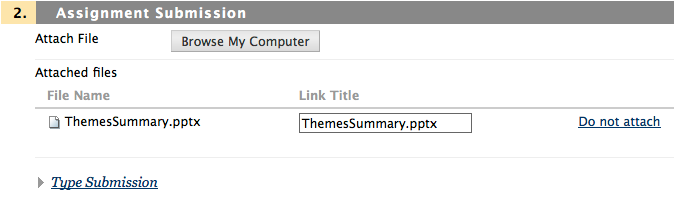 2. Assignment Submission
Attach File Browse My Computer
Attached files
File Name Link Title
ThemesSummary.pptx ThemesSummary.pptx Do not attach
Type Submission